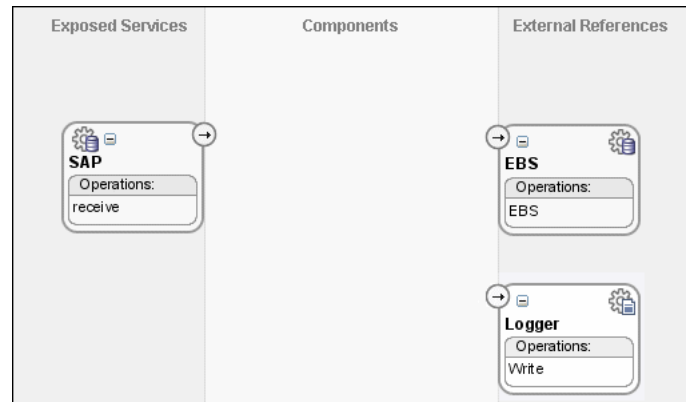 Exposed Services
Components
External References
SAP
Operations:
receive
EBS
Operations:
EBS
Logger
Operations:
Write